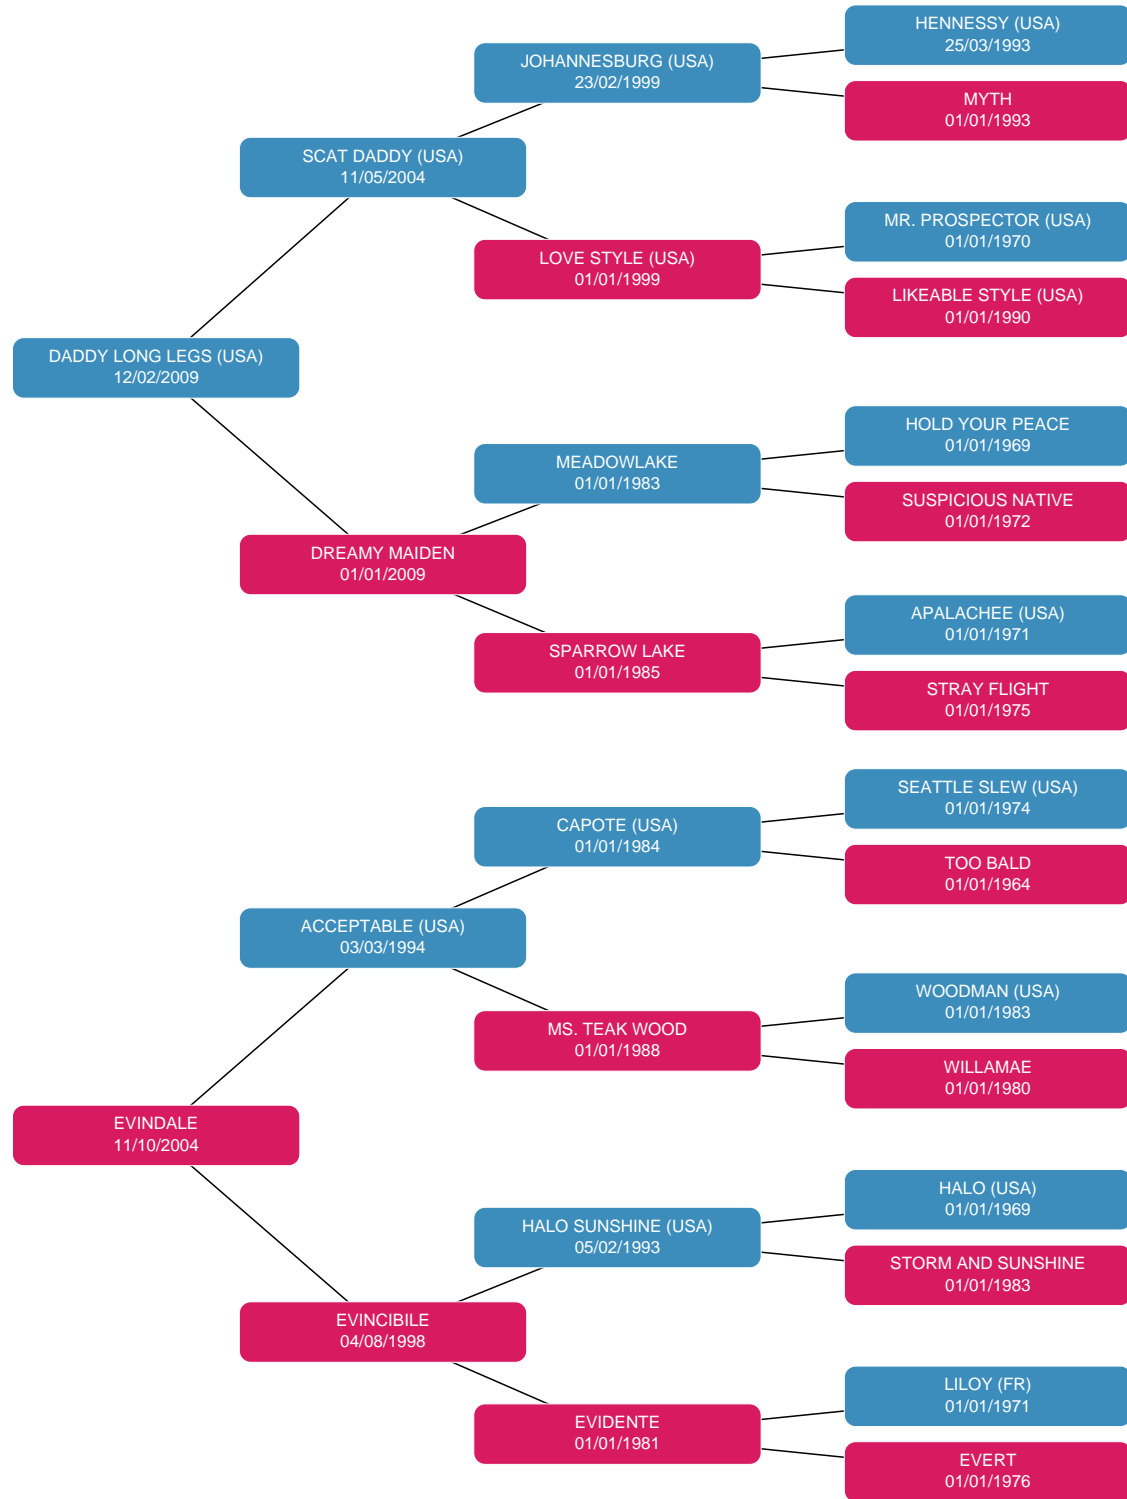 HENNESSY (USA)
25/03/1993
JOHANNESBURG (USA)
23/02/1999
MYTH
01/01/1993
SCAT DADDY (USA)
11/05/2004
MR. PROSPECTOR (USA)
01/01/1970
LOVE STYLE (USA)
01/01/1999
LIKEABLE STYLE (USA)
01/01/1990
DADDY LONG LEGS (USA)
12/02/2009
HOLD YOUR PEACE
01/01/1969
MEADOWLAKE
01/01/1983
SUSPICIOUS NATIVE
01/01/1972
DREAMY MAIDEN
01/01/2009
APALACHEE (USA)
01/01/1971
SPARROW LAKE
01/01/1985
STRAY FLIGHT
01/01/1975
SEATTLE SLEW (USA)
01/01/1974
CAPOTE (USA)
01/01/1984
TOO BALD
01/01/1964
ACCEPTABLE (USA)
03/03/1994
WOODMAN (USA)
01/01/1983
MS. TEAK WOOD
01/01/1988
WILLAMAE
01/01/1980
EVINDALE
11/10/2004
HALO (USA)
01/01/1969
HALO SUNSHINE (USA)
05/02/1993
STORM AND SUNSHINE
01/01/1983
EVINCIBILE
04/08/1998
LILOY (FR)
01/01/1971
EVIDENTE
01/01/1981
EVERT
01/01/1976